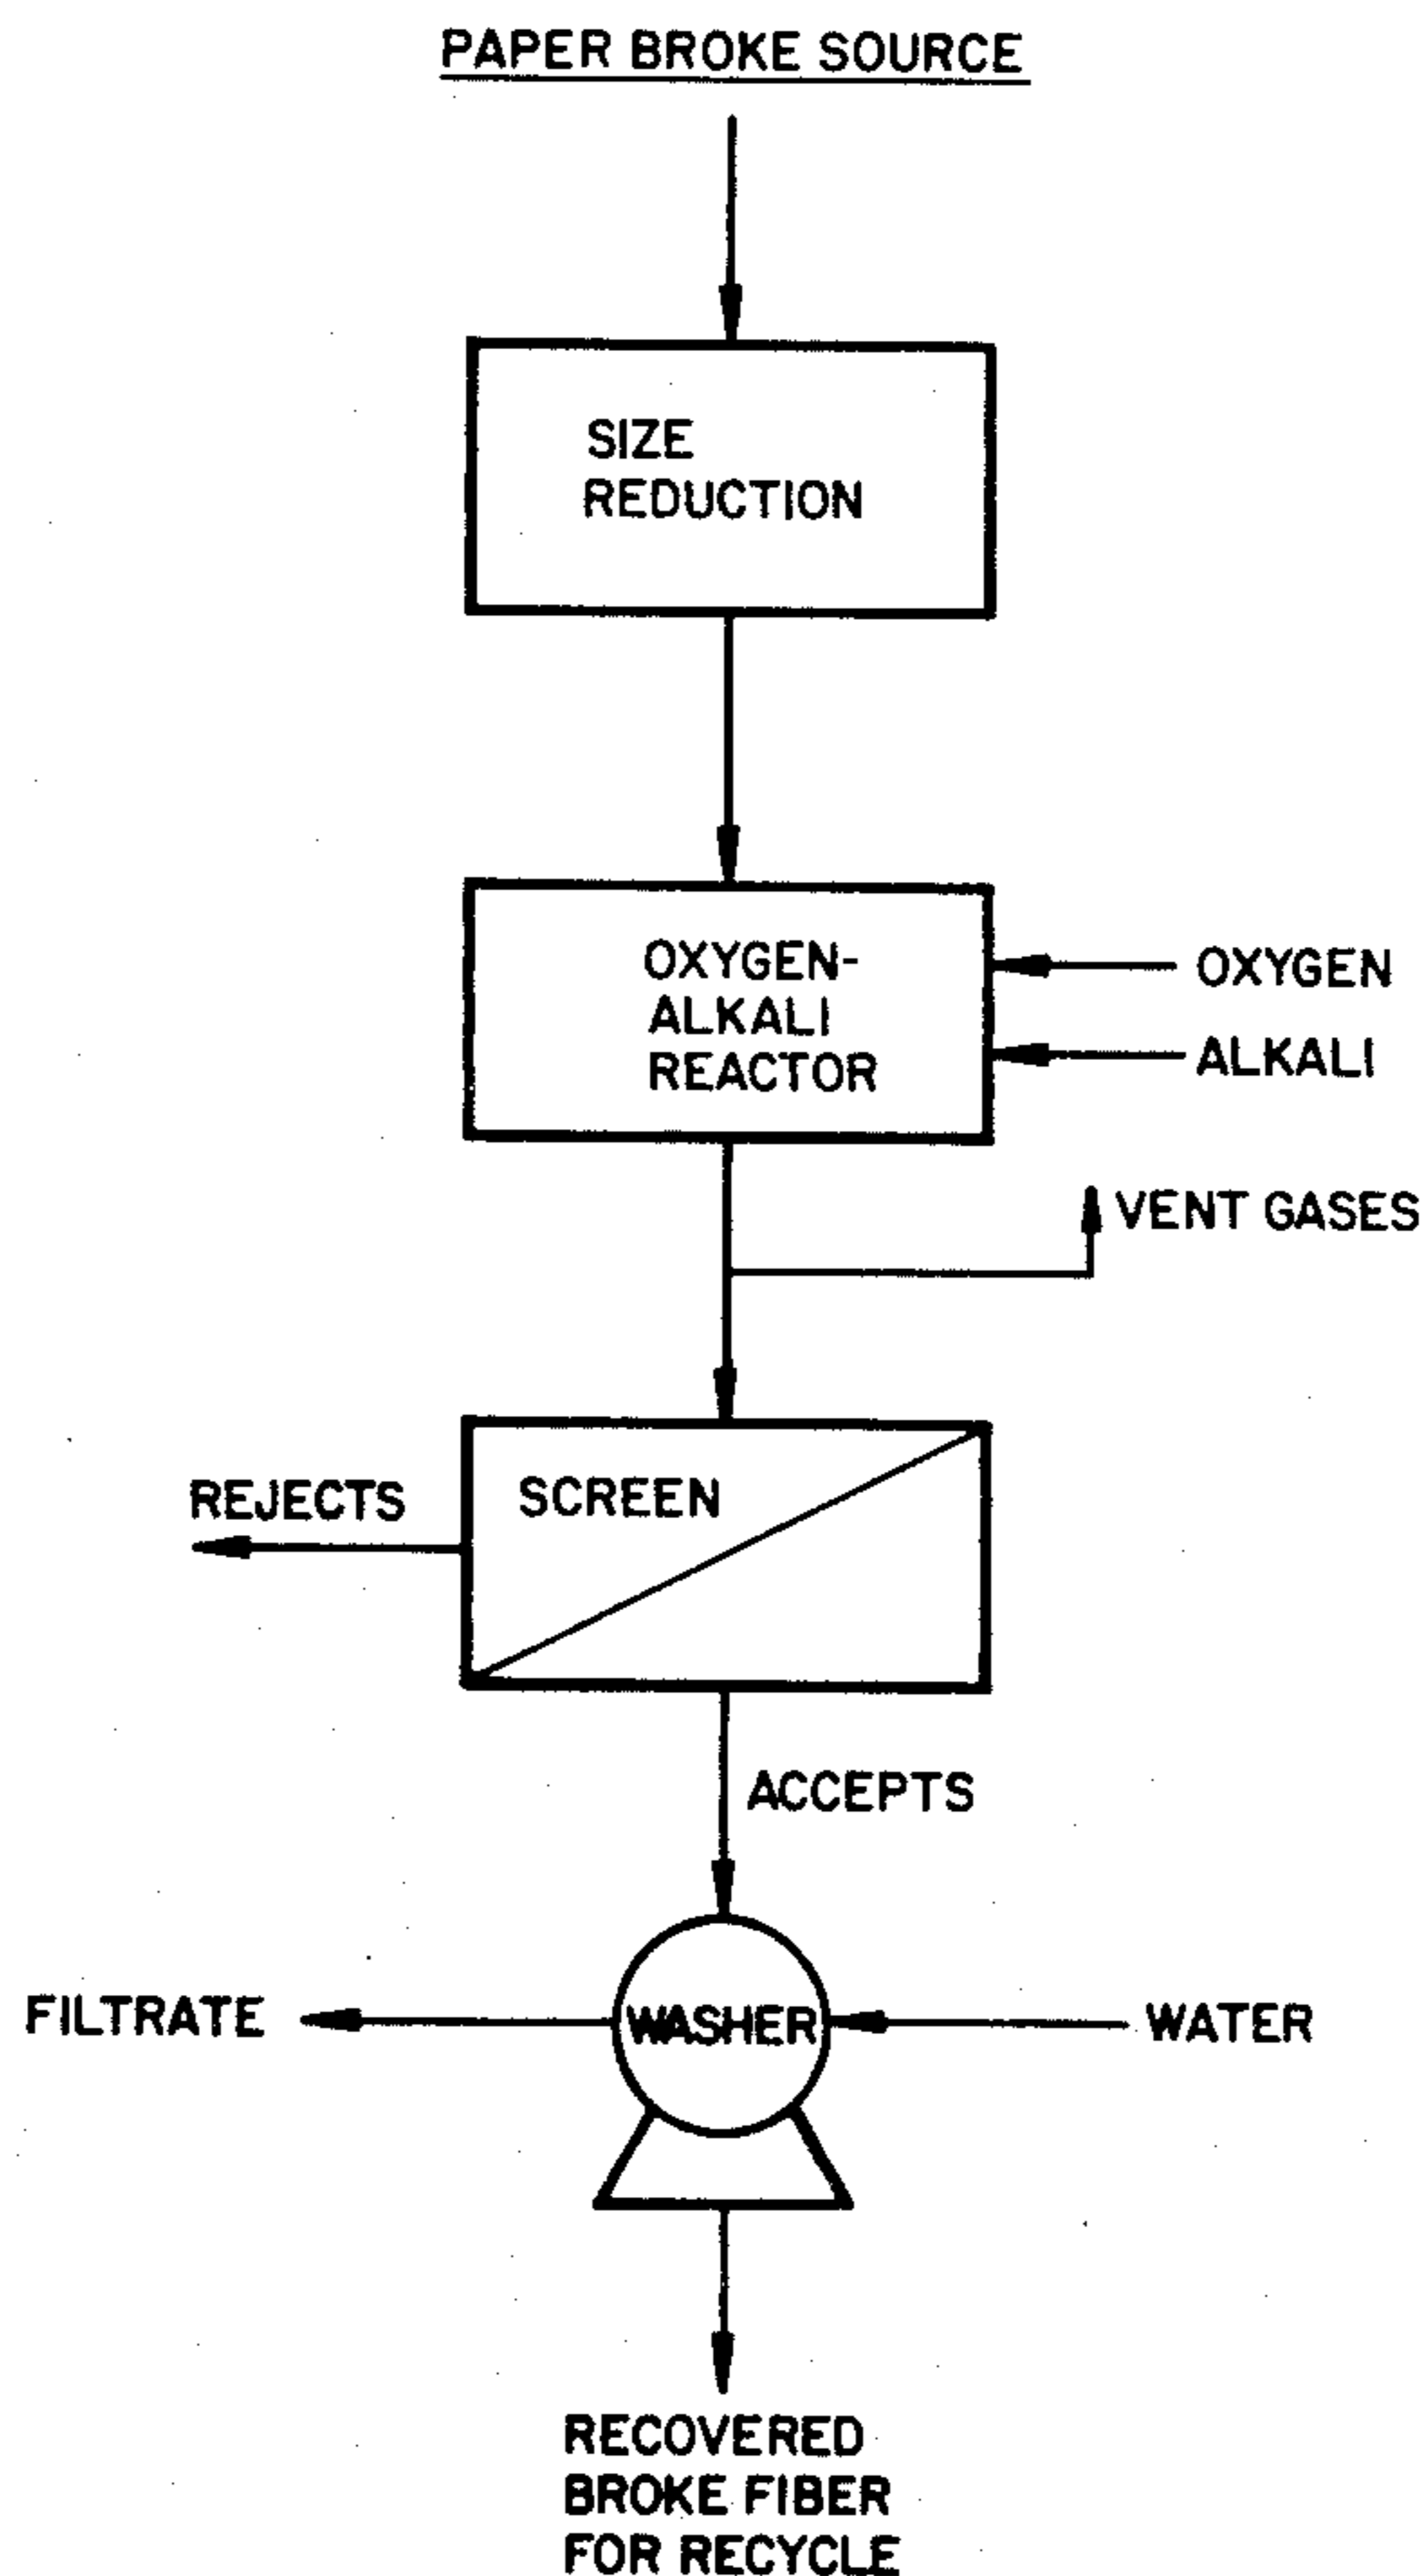 PAPER BROKE SOURCE
SIZE
REDUCTION
OXYGEN-
ALKALI
REACTOR
OXYGEN
ALKALI
VENT GASES
REJECTS
SCREEN
ACCEPTS
FILTRATE
WASHER
WATER
RECOVERED
BROKE FIBER
FOR RECYCLE